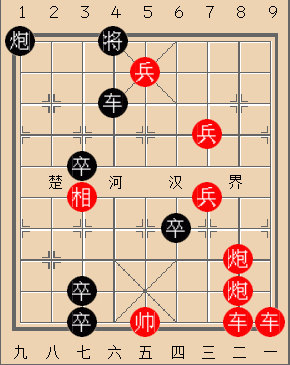 1 2 3 4 5 6 7 8 9
炮 将
兵
车
兵
卒
楚 河 汉 界
相 兵
卒
炮
卒 炮
卒 帅 车 车
九 八 七 六 五 四 三 二 一